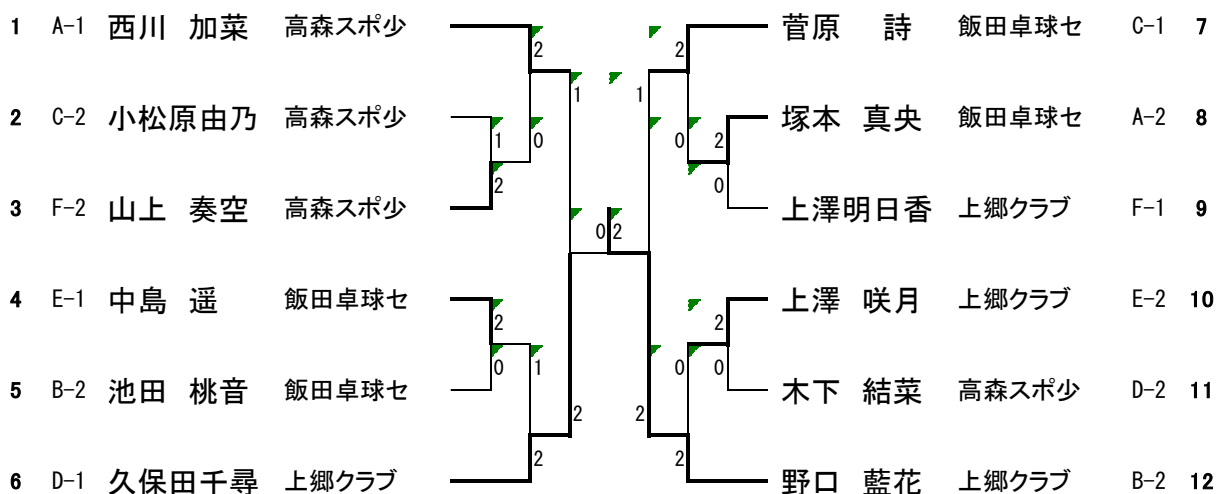 1 A-1 西川 加菜 高森スポ少 菅原 詩 飯田卓球セ C-1 7
2 2
1 1
2 C-2 小松原由乃 高森スポ少 塚本 真央 飯田卓球セ A-2 8
1 0 0 2
2 0
3 F-2 山上 奏空 高森スポ少 上澤明日香 上郷クラブ F-1 9
0 2
4 E-1 中島 遥 飯田卓球セ 上澤 咲月 上郷クラブ E-2 10
2 2
0 1 0 0
5 B-2 池田 桃音 飯田卓球セ 木下 結菜 高森スポ少 D-2 11
2 2
2 2
6 D-1 久保田千尋 上郷クラブ 野口 藍花 上郷クラブ B-2 12